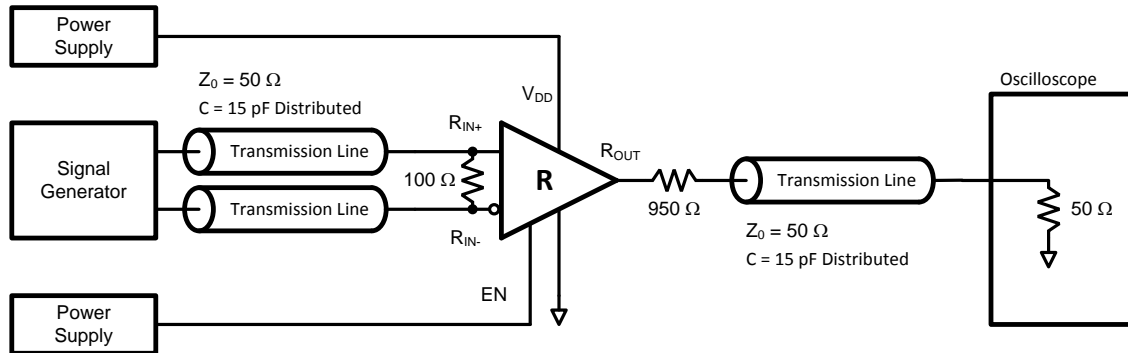 Power
Supply
Z0 = 50 Ω
C = 15 pF Distributed
Signal
Generator
Transmission Line
Transmission Line
RIN+
100 Ω
RIN-
VDD
R
EN
ROUT
950 Ω
Transmission Line
Z0 = 50 Ω
C = 15 pF Distributed
Oscilloscope
50 Ω
Power
Supply